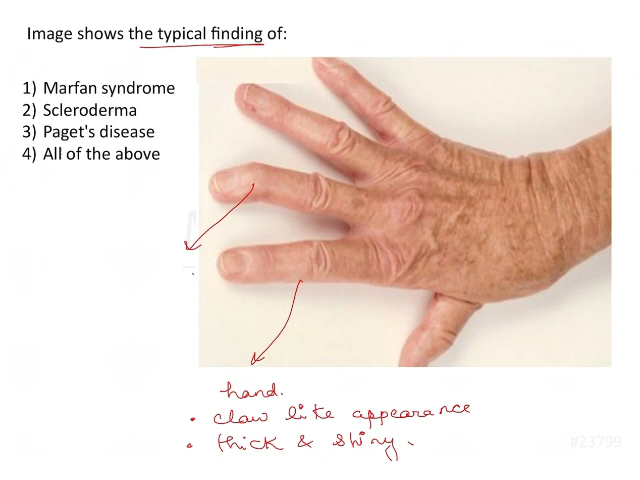 Image shows the typical finding of:
1) Marfan syndrome
2) Scleroderma
3) Paget's disease
4) All of the above
hand.
• claw like appearance
• thick & shiny.
#23799